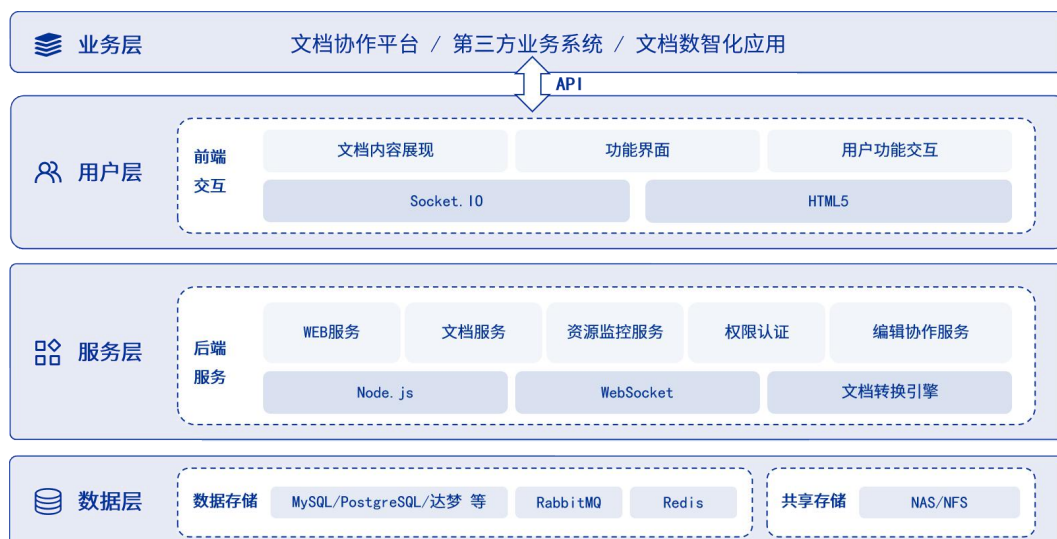 业务层
文档协作平台 / 第三方业务系统 / 文档数智化应用
API
用户层
前端
交互
文档内容展现
功能界面
用户功能交互
Socket.IO
HTML5
服务层
后端
服务
WEB服务
文档服务
资源监控服务
权限认证
编辑协作服务
Node.js
WebSocket
文档转换引擎
数据层
数据存储
MySQL/PostgreSQL/达梦 等
RabbitMQ
Redis
共享存储
NAS/NFS